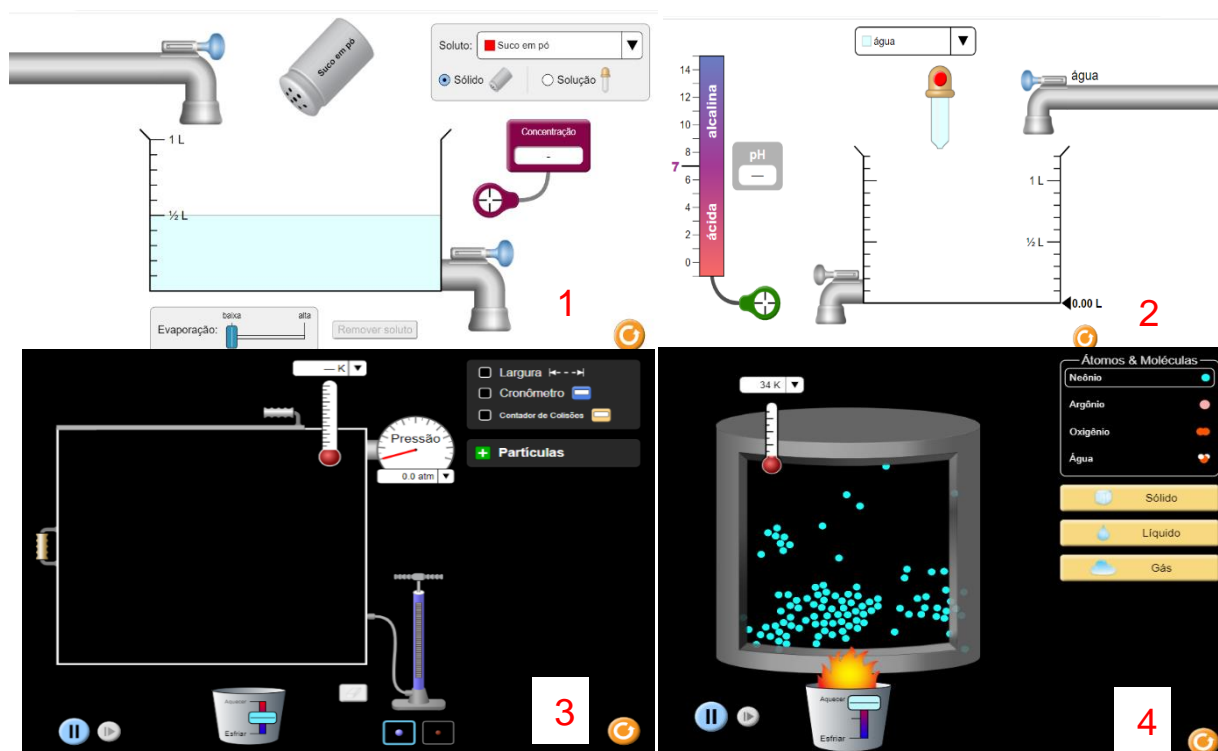 Suco em pó
Soluto: Suco em pó
Sólido Solução
Concentração
-
1 L
½ L
Evaporação: baixa alta
Remover soluto
1
água
água
14
12
10
8
7
6
4
2
0
alcalina
ácida
pH
—
1 L
½ L
0.00 L
2
— K
Pressão
0.0 atm
Largura
Cronômetro
Contador de Colisões
Partículas
Aquecer
Esfriar
3
34 K
Átomos & Moléculas
Neônio
Argônio
Oxigênio
Água
Sólido
Líquido
Gás
Aquecer
Esfriar
4